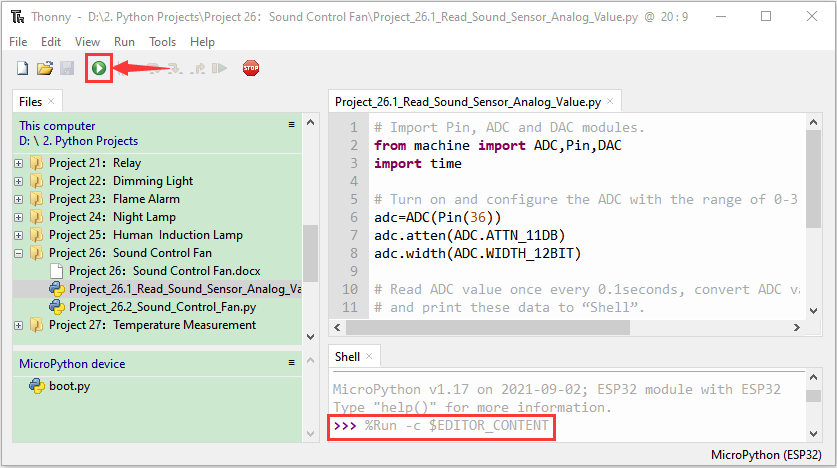 Thonny - D:\2. Python Projects\Project 26：Sound Control Fan\Project_26.1_Read_Sound_Sensor_Analog_Value.py @ 20 : 9
File Edit View Run Tools Help
STOP
Files
This computer
D: \ 2. Python Projects
Project 21：Relay
Project 22：Dimming Light
Project 23：Flame Alarm
Project 24：Night Lamp
Project 25：Human Induction Lamp
Project 26：Sound Control Fan
Project 26：Sound Control Fan.docx
Project_26.1_Read_Sound_Sensor_Analog_Va
Project_26.2_Sound_Control_Fan.py
Project 27：Temperature Measurement
MicroPython device
boot.py
Project_26.1_Read_Sound_Sensor_Analog_Value.py
1 # Import Pin, ADC and DAC modules.
2 from machine import ADC,Pin,DAC
3 import time
4
5 # Turn on and configure the ADC with the range of 0-3
6 adc=ADC(Pin(36))
7 adc.atten(ADC.ATTN_11DB)
8 adc.width(ADC.WIDTH_12BIT)
9
10 # Read ADC value once every 0.1seconds, convert ADC va
11 # and print these data to “Shell”.
Shell
MicroPython v1.17 on 2021-09-02; ESP32 module with ESP32
Type "help()" for more information.
>>> %Run -c $EDITOR_CONTENT
MicroPython (ESP32)